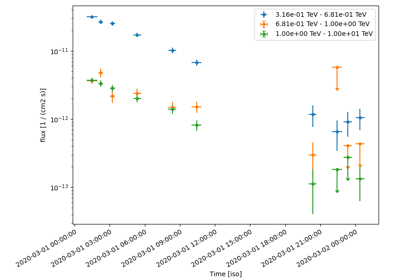 3.16e-01 TeV - 6.81e-01 TeV
6.81e-01 TeV - 1.00e+00 TeV
1.00e+00 TeV - 1.00e+01 TeV
flux [1 / (cm2 s)]
10⁻¹¹
10⁻¹²
10⁻¹³
2020-03-01 00:00:00
2020-03-01 03:00:00
2020-03-01 06:00:00
2020-03-01 09:00:00
2020-03-01 12:00:00
2020-03-01 15:00:00
2020-03-01 18:00:00
2020-03-01 21:00:00
2020-03-02 00:00:00
Time [iso]